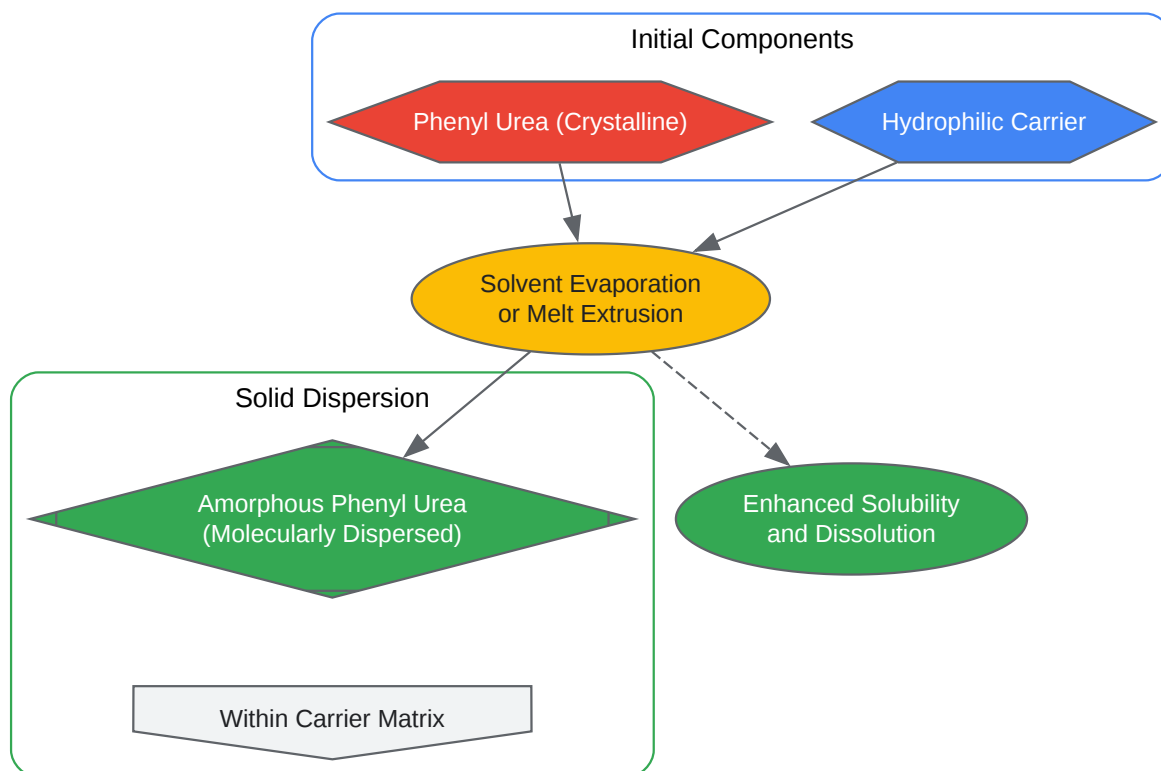 Initial Components
Phenyl Urea (Crystalline)
Hydrophilic Carrier
Solvent Evaporation
or Melt Extrusion
Solid Dispersion
Amorphous Phenyl Urea
(Molecularly Dispersed)
Enhanced Solubility
and Dissolution
Within Carrier Matrix